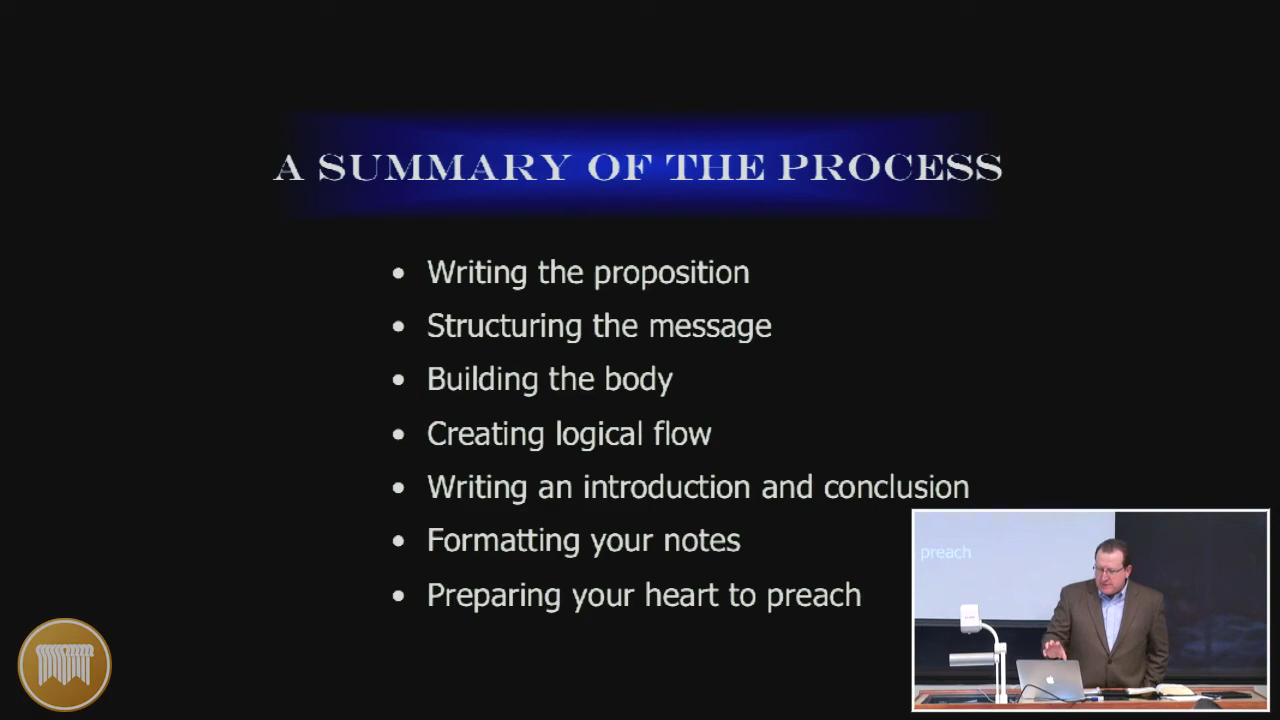 A SUMMARY OF THE PROCESS
• Writing the proposition
• Structuring the message
• Building the body
• Creating logical flow
• Writing an introduction and conclusion
• Formatting your notes
• Preparing your heart to preach
preach